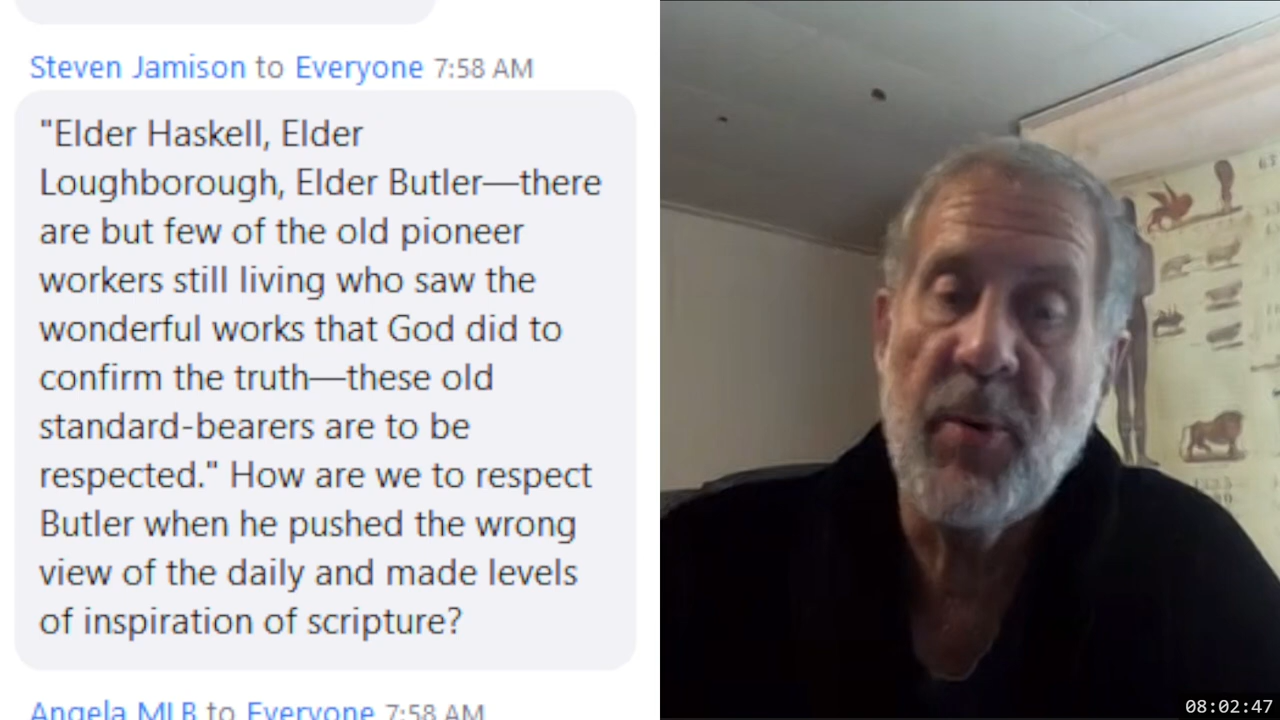 Steven Jamison to Everyone 7:58 AM
"Elder Haskell, Elder
Loughborough, Elder Butler—there
are but few of the old pioneer
workers still living who saw the
wonderful works that God did to
confirm the truth—these old
standard-bearers are to be
respected." How are we to respect
Butler when he pushed the wrong
view of the daily and made levels
of inspiration of scripture?
Angela MLB to Everyone 7:58 AM
08:02:47